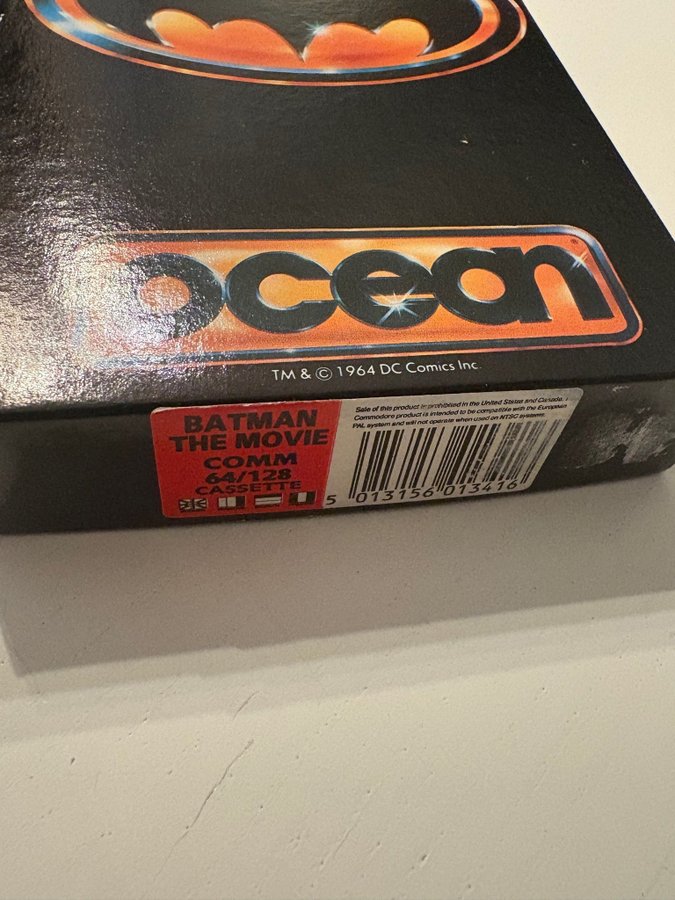 ocean®
TM & © 1964 DC Comics Inc.
BATMAN
THE MOVIE
COMM
64/128
CASSETTE
Sale of this product is prohibited in the United States and Canada.
Commodore product is intended to be compatible with the European
PAL system and will not operate when used on NTSC systems.
5 013156 013416